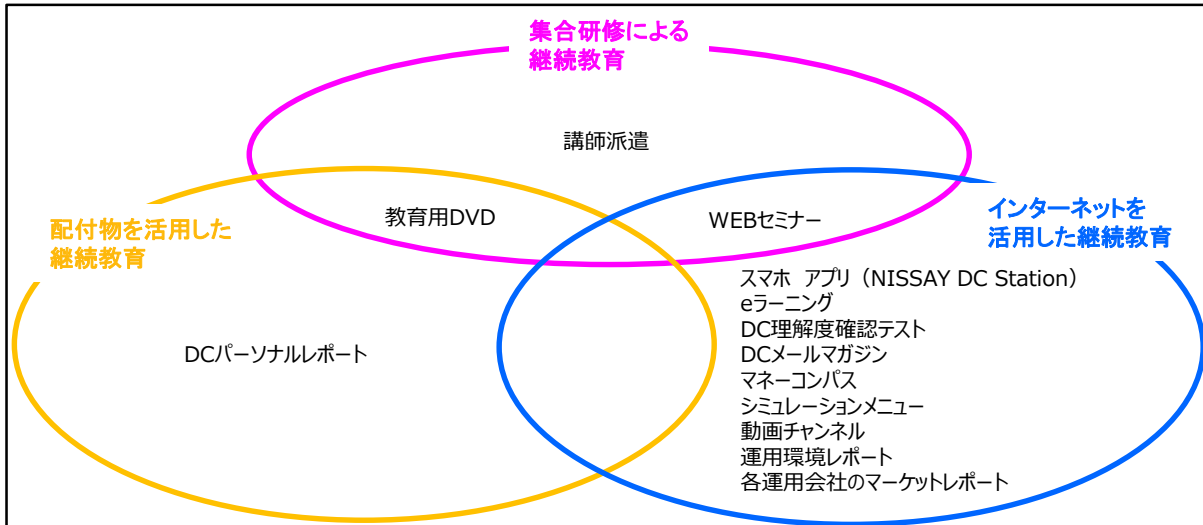 集合研修による
継続教育
講師派遣
教育用DVD
WEBセミナー
配付物を活用した
継続教育
インターネットを
活用した継続教育
DCパーソナルレポート
スマホ アプリ（NISSAY DC Station）
eラーニング
DC理解度確認テスト
DCメールマガジン
マネーコンパス
シミュレーションメニュー
動画チャンネル
運用環境レポート
各運用会社のマーケットレポート